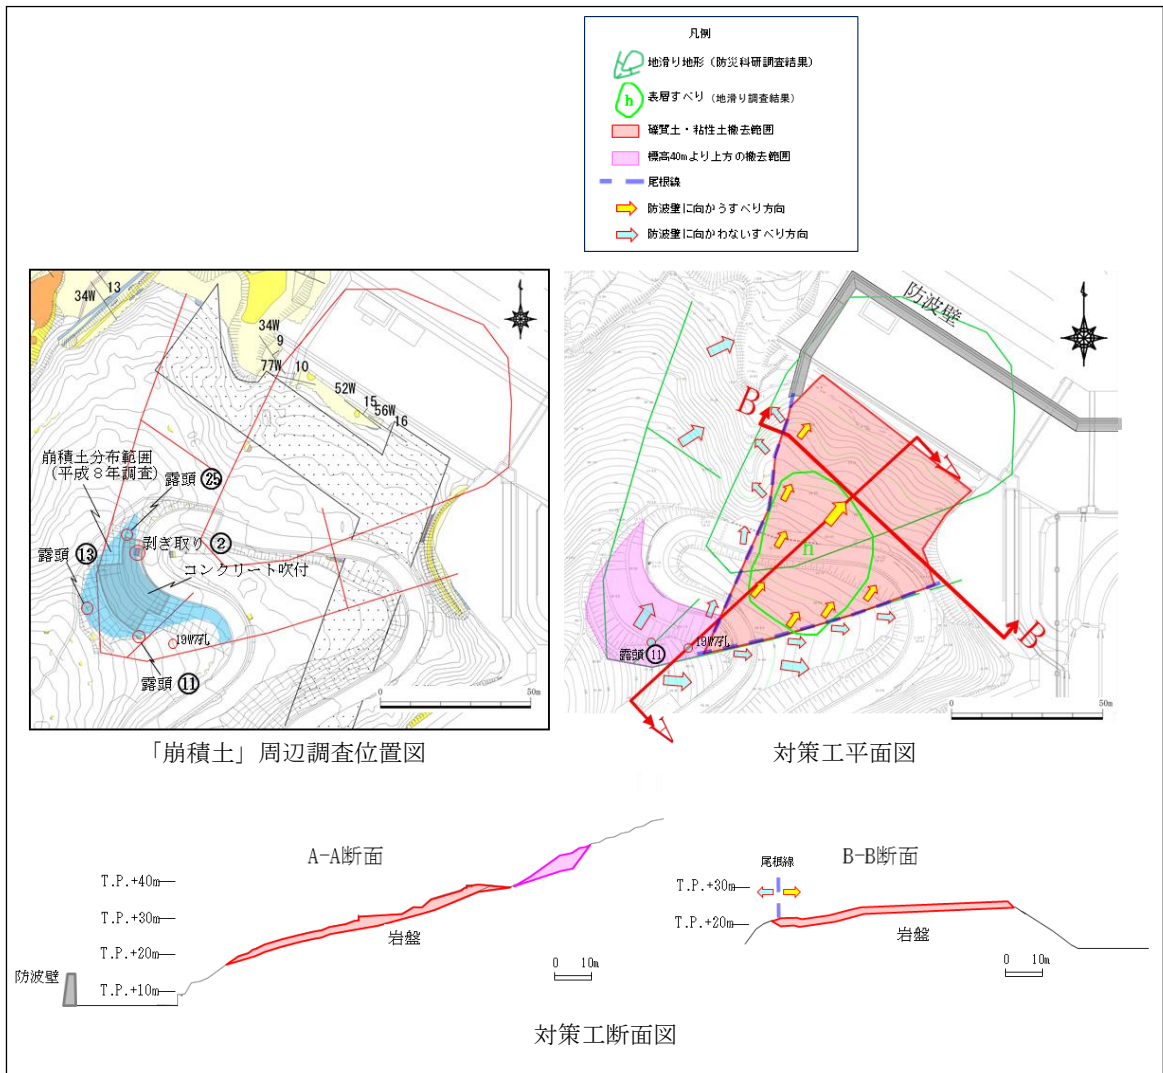 凡例
地滑り地形（防災科研調査結果）
h 表層すべり（地滑り調査結果）
礫質土・粘性土撤去範囲
標高40mより上方の撤去範囲
尾根線
防波壁に向かうすべり方向
防波壁に向かわないすべり方向
34W 13
34W
9
77W 10
52W
15
56W
16
崩積土分布範囲
(平成８年調査)
露頭㉕
剥ぎ取り②
露頭⑬
コンクリート吹付
19W孔
露頭⑪
0 50m
「崩積土」周辺調査位置図
防波壁
B
A
h
B
19W孔
露頭⑪
A
0 50m
対策工平面図
A-A断面
T.P.+40m
T.P.+30m
T.P.+20m
T.P.+10m
岩盤
防波壁
0 10m
尾根線
B-B断面
T.P.+30m
T.P.+20m
岩盤
0 10m
対策工断面図